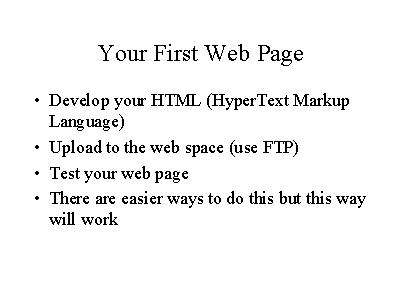 Your First Web Page
• Develop your HTML (HyperText Markup
Language)
• Upload to the web space (use FTP)
• Test your web page
• There are easier ways to do this but this way
will work